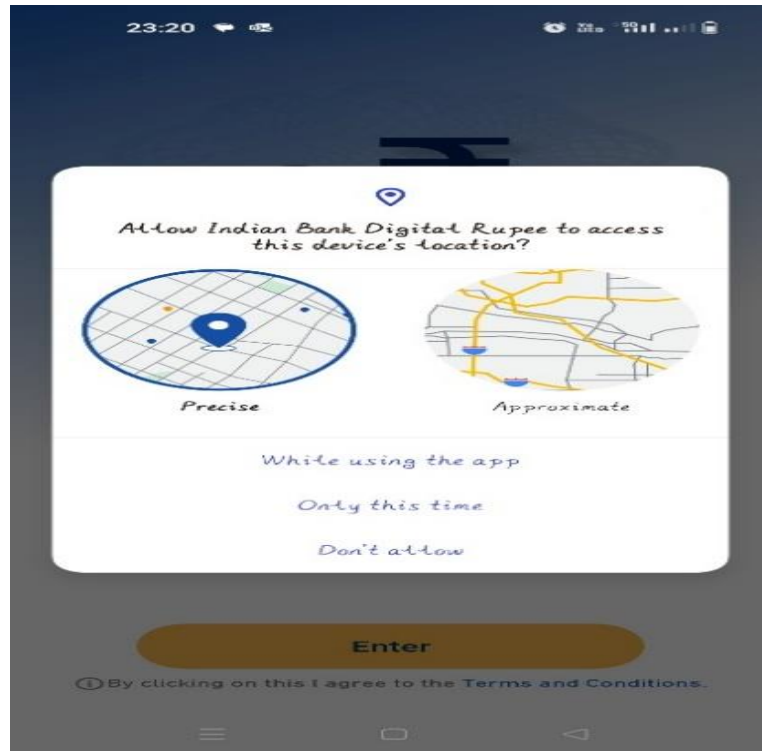 23:20
Allow Indian Bank Digital Rupee to access
this device's location?
Precise
Approximate
While using the app
Only this time
Don't allow
Enter
By clicking on this I agree to the Terms and Conditions.